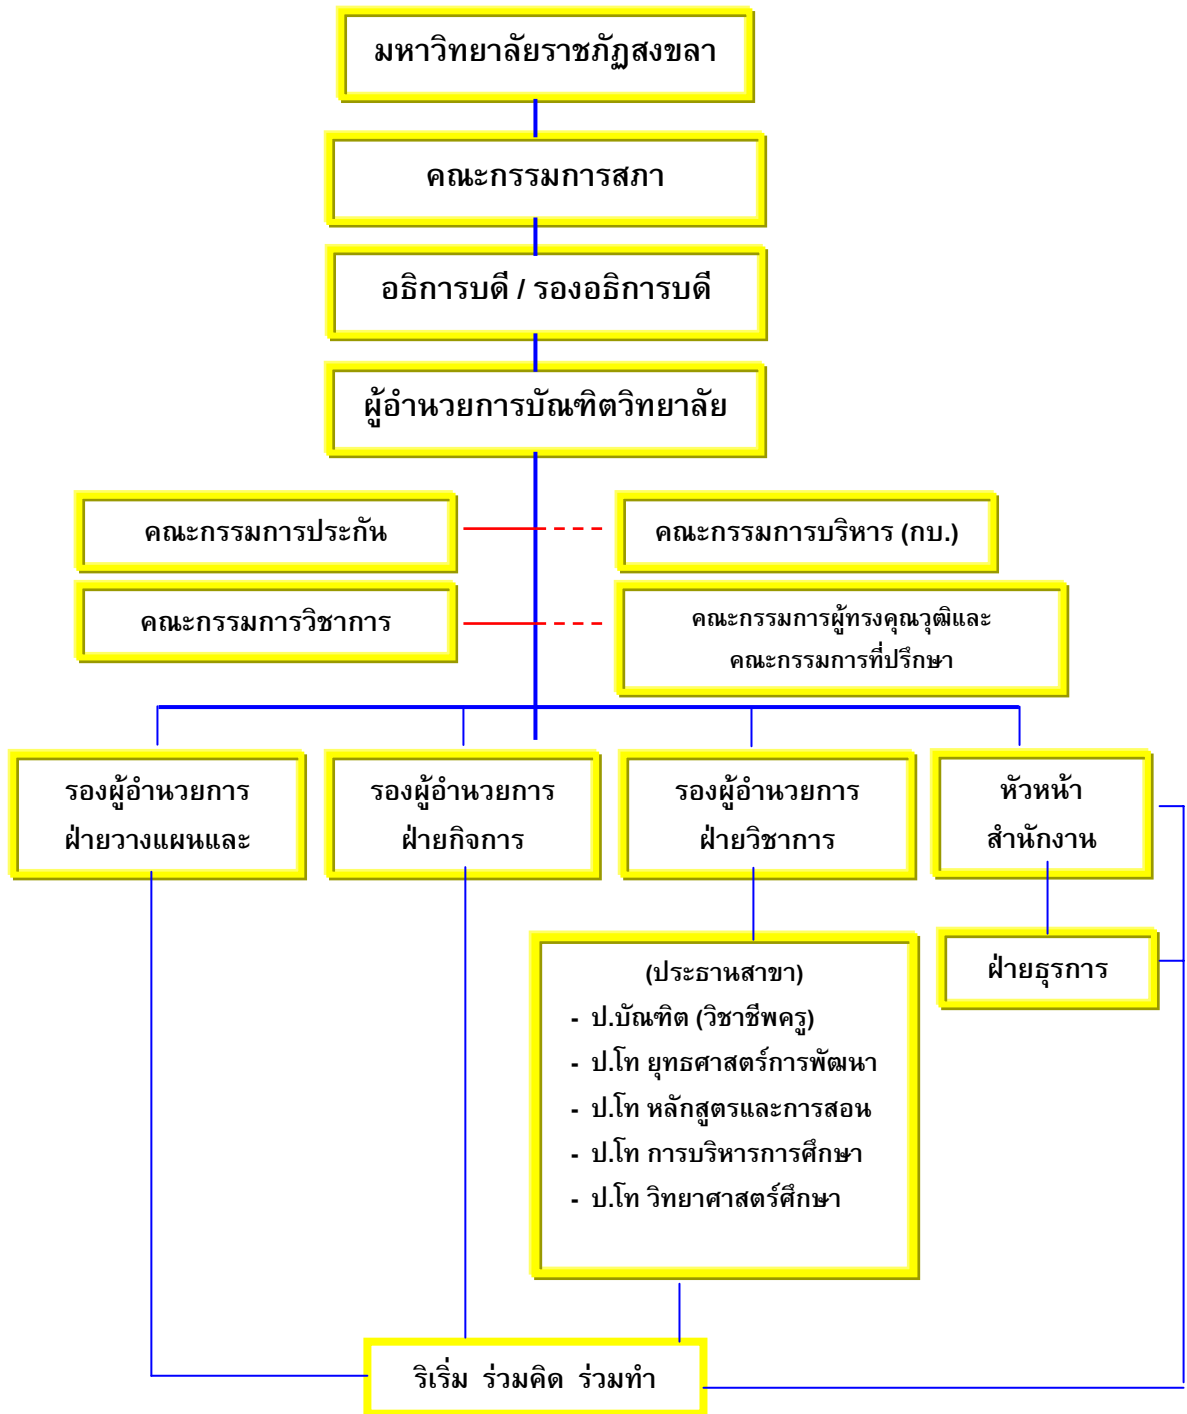 มหาวิทยาลัยราชภัฏสงขลา
คณะกรรมการสภา
อธิการบดี / รองอธิการบดี
ผู้อำนวยการบัณฑิตวิทยาลัย
คณะกรรมการประกัน
คณะกรรมการบริหาร (กบ.)
คณะกรรมการวิชาการ
คณะกรรมการผู้ทรงคุณวุฒิและ
คณะกรรมการที่ปรึกษา
รองผู้อำนวยการ
ฝ่ายวางแผนและ
รองผู้อำนวยการ
ฝ่ายกิจการ
รองผู้อำนวยการ
ฝ่ายวิชาการ
หัวหน้า
สำนักงาน
ฝ่ายธุรการ
(ประธานสาขา)
- ป.บัณฑิต (วิชาชีพครู)
- ป.โท ยุทธศาสตร์การพัฒนา
- ป.โท หลักสูตรและการสอน
- ป.โท การบริหารการศึกษา
- ป.โท วิทยาศาสตร์ศึกษา
ริเริ่ม ร่วมคิด ร่วมทำ